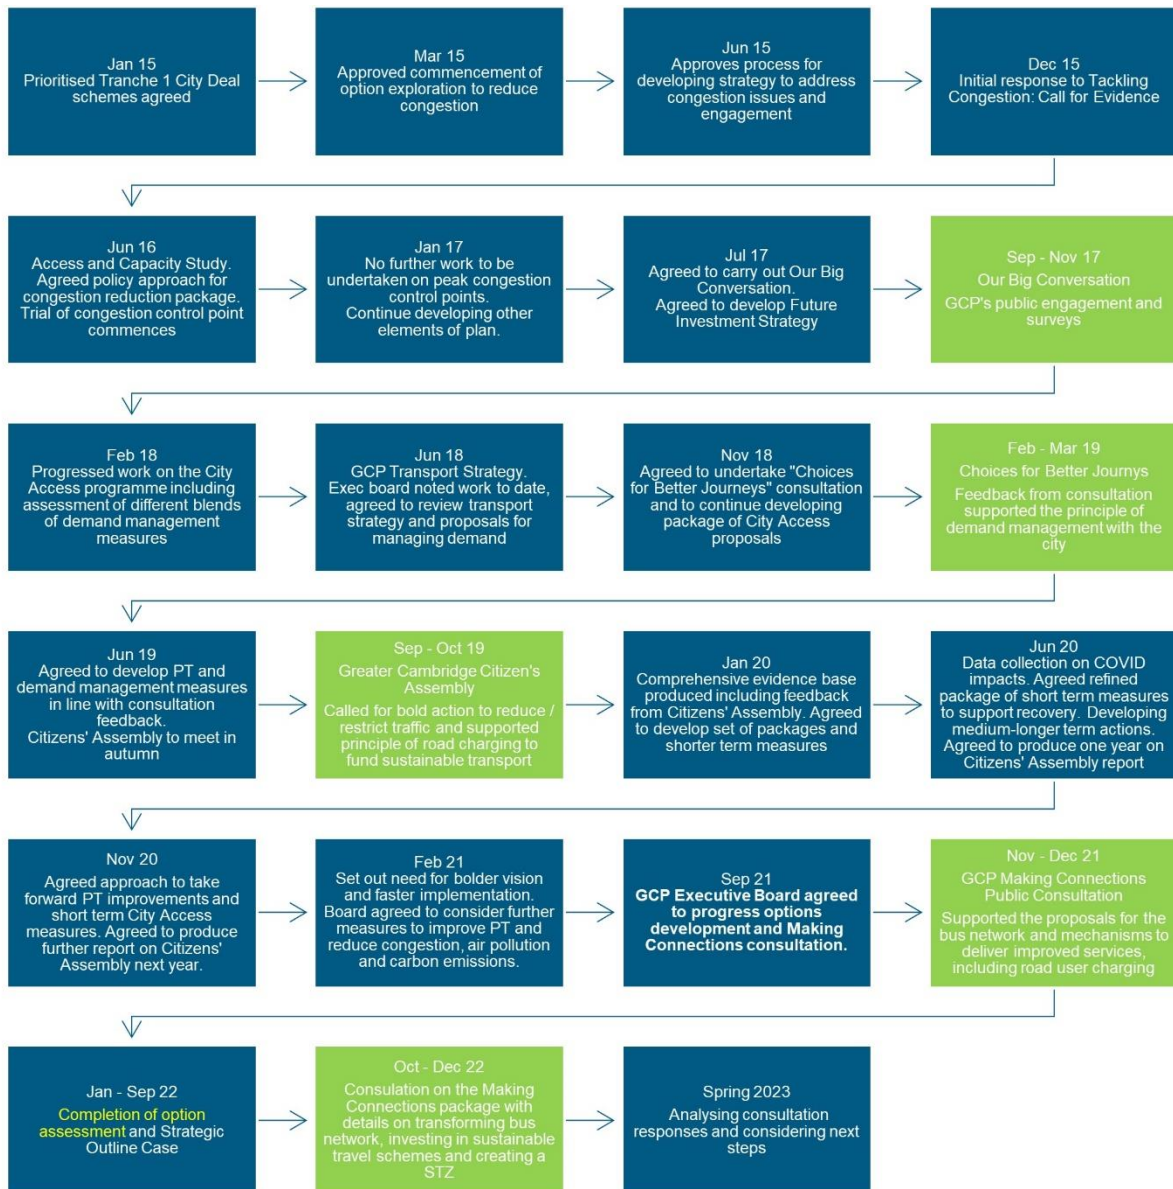 Jan 15
Prioritised Tranche 1 City Deal
schemes agreed
Mar 15
Approved commencement of
option exploration to reduce
congestion
Jun 15
Approves process for
developing strategy to address
congestion issues and
engagement
Dec 15
Initial response to Tackling
Congestion: Call for Evidence
Jun 16
Access and Capacity Study.
Agreed policy approach for
congestion reduction package.
Trial of congestion control point
commences
Jan 17
No further work to be
undertaken on peak congestion
control points.
Continue developing other
elements of plan.
Jul 17
Agreed to carry out Our Big
Conversation.
Agreed to develop Future
Investment Strategy
Sep - Nov 17
Our Big Conversation
GCP's public engagement and
surveys
Feb 18
Progressed work on the City
Access programme including
assessment of different blends
of demand management
measures
Jun 18
GCP Transport Strategy.
Exec board noted work to date,
agreed to review transport
strategy and proposals for
managing demand
Nov 18
Agreed to undertake "Choices
for Better Journeys" consultation
and to continue developing
package of City Access
proposals
Feb - Mar 19
Choices for Better Journys
Feedback from consultation
supported the principle of
demand management with the
city
Jun 19
Agreed to develop PT and
demand management measures
in line with consultation
feedback.
Citizens' Assembly to meet in
autumn
Sep - Oct 19
Greater Cambridge Citizen's
Assembly
Called for bold action to reduce /
restrict traffic and supported
principle of road charging to
fund sustainable transport
Jan 20
Comprehensive evidence base
produced including feedback
from Citizens' Assembly. Agreed
to develop set of packages and
shorter term measures
Jun 20
Data collection on COVID
impacts. Agreed refined
package of short term measures
to support recovery. Developing
medium-longer term actions.
Agreed to produce one year on
Citizens' Assembly report
Nov 20
Agreed approach to take
forward PT improvements and
short term City Access
measures. Agreed to produce
further report on Citizens'
Assembly next year.
Feb 21
Set out need for bolder vision
and faster implementation.
Board agreed to consider further
measures to improve PT and
reduce congestion, air pollution
and carbon emissions.
Sep 21
GCP Executive Board agreed
to progress options
development and Making
Connections consultation.
Nov - Dec 21
GCP Making Connections
Public Consultation
Supported the proposals for the
bus network and mechanisms to
deliver improved services,
including road user charging
Jan - Sep 22
Completion of option
assessment and Strategic
Outline Case
Oct - Dec 22
Consulation on the Making
Connections package with
details on transforming bus
network, investing in sustainable
travel schemes and creating a
STZ
Spring 2023
Analysing consultation
responses and considering next
steps